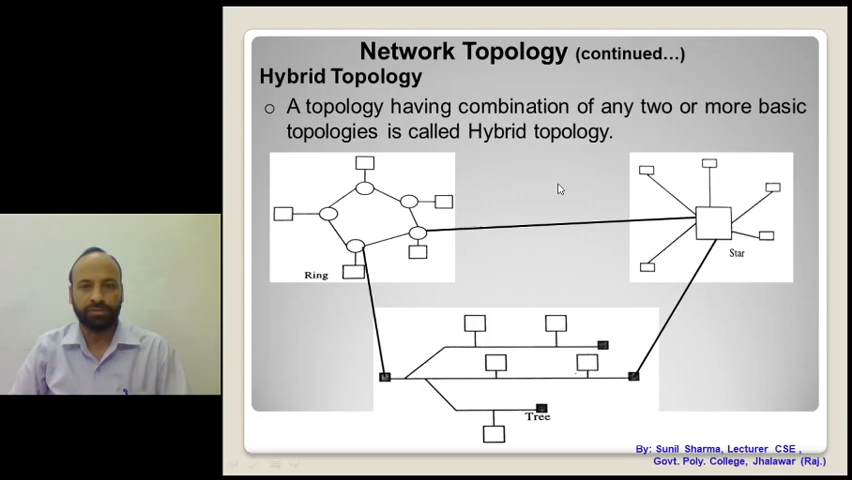 Network Topology (continued...)
Hybrid Topology
o A topology having combination of any two or more basic
topologies is called Hybrid topology.
Ring
Star
Tree
By: Sunil Sharma, Lecturer CSE ,
Govt. Poly. College, Jhalawar (Raj.)